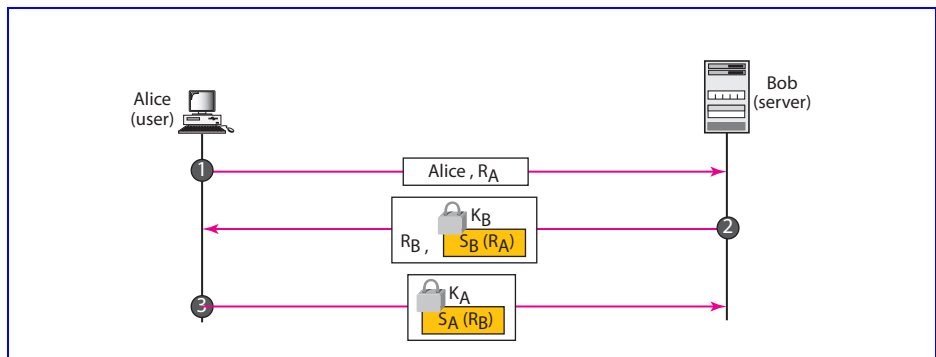 Alice
(user)
Bob
(server)
1
Alice , RA
KB
RB , SB (RA)
2
3
KA
SA (RB)